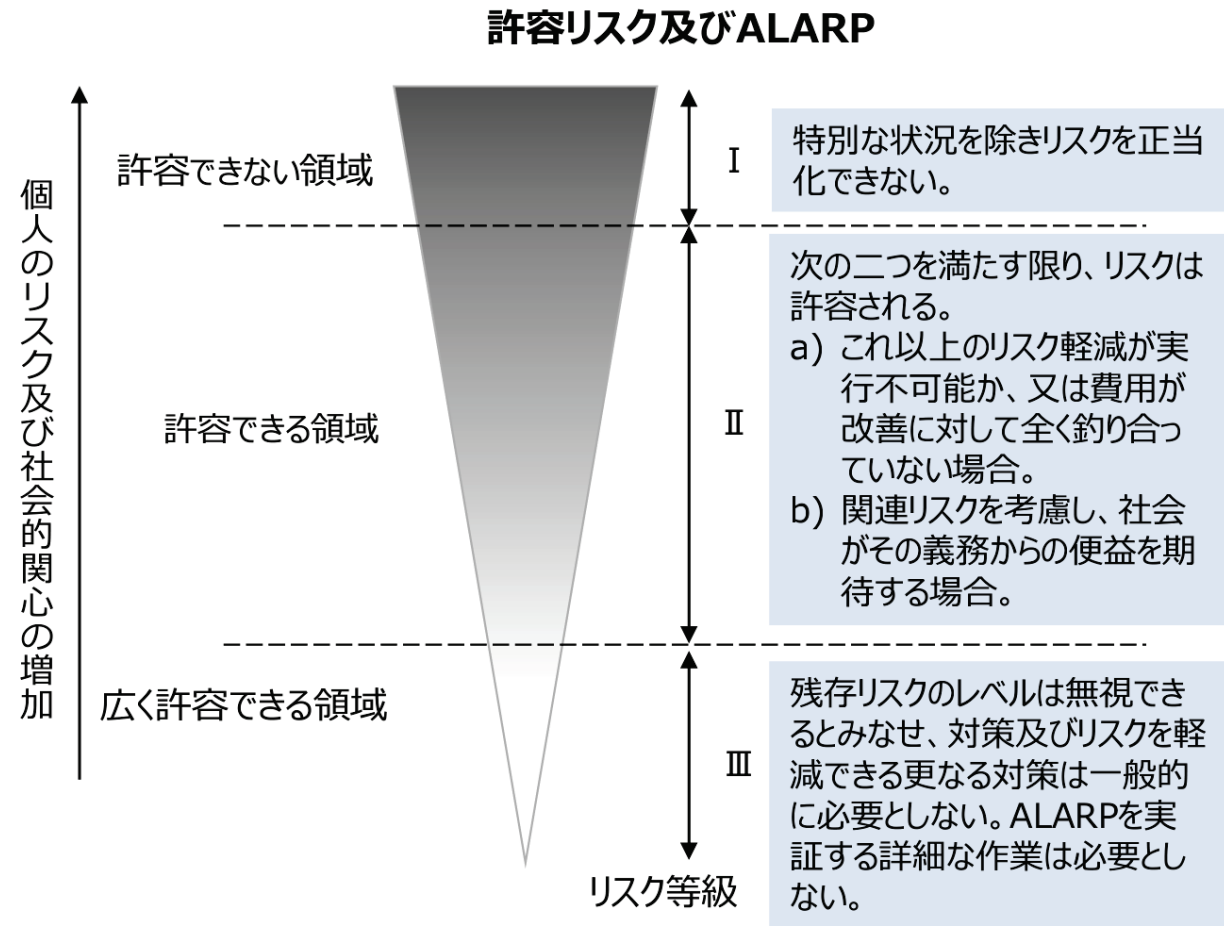 許容リスク及びALARP
個人のリスク及び社会的関心の増加
許容できない領域
Ⅰ
特別な状況を除きリスクを正当
化できない。
許容できる領域
Ⅱ
次の二つを満たす限り、リスクは
許容される。
a) これ以上のリスク軽減が実
行不可能か、又は費用が
改善に対して全く釣り合っ
ていない場合。
b) 関連リスクを考慮し、社会
がその義務からの便益を期
待する場合。
広く許容できる領域
Ⅲ
残存リスクのレベルは無視でき
るとみなせ、対策及びリスクを軽
減できる更なる対策は一般的
に必要としない。ALARPを実
証する詳細な作業は必要とし
ない。
リスク等級